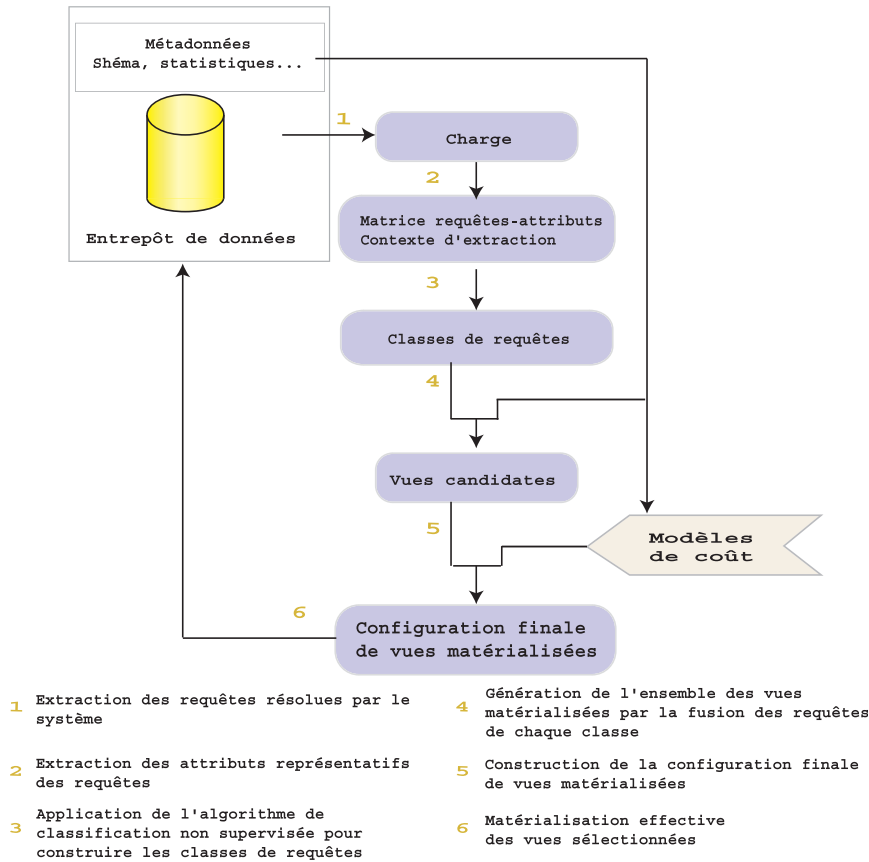 Métadonnées
Shéma, statistiques...
1
Charge
2
Matrice requêtes-attributs
Contexte d'extraction
Entrepôt de données
3
Classes de requêtes
4
Vues candidates
5
Modèles
de coût
6
Configuration finale
de vues matérialisées
1 Extraction des requêtes résolues par le
système
2 Extraction des attributs représentatifs
des requêtes
3 Application de l'algorithme de
classification non supervisée pour
construire les classes de requêtes
4 Génération de l'ensemble des vues
matérialisées par la fusion des requêtes
de chaque classe
5 Construction de la configuration finale
de vues matérialisées
6 Matérialisation effective
des vues sélectionnées